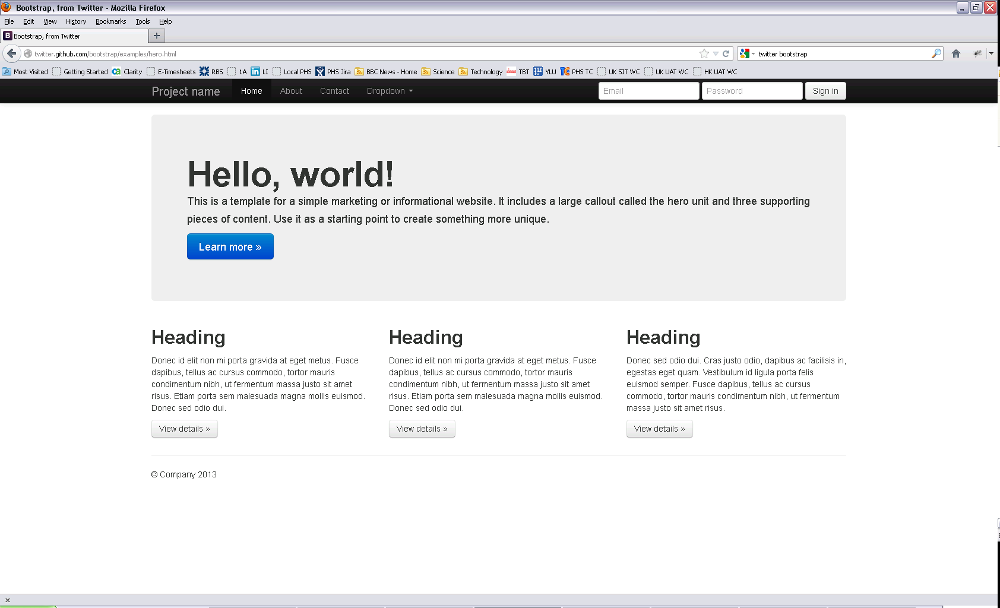 Bootstrap, from Twitter - Mozilla Firefox
File Edit View History Bookmarks Tools Help
B Bootstrap, from Twitter +
twitter.github.com/bootstrap/examples/hero.html twitter bootstrap
Most Visited Getting Started ca Clarity E-Timesheets RBS 1A in LI Local PHS PHS Jira BBC News - Home Science Technology TBT YLU TC PHS TC UK SIT WC UK UAT WC HK UAT WC
Project name Home About Contact Dropdown Email Password Sign in
Hello, world!
This is a template for a simple marketing or informational website. It includes a large callout called the hero unit and three supporting
pieces of content. Use it as a starting point to create something more unique.
Learn more »
Heading
Donec id elit non mi porta gravida at eget metus. Fusce
dapibus, tellus ac cursus commodo, tortor mauris
condimentum nibh, ut fermentum massa justo sit amet
risus. Etiam porta sem malesuada magna mollis euismod.
Donec sed odio dui.
View details »
Heading
Donec id elit non mi porta gravida at eget metus. Fusce
dapibus, tellus ac cursus commodo, tortor mauris
condimentum nibh, ut fermentum massa justo sit amet
risus. Etiam porta sem malesuada magna mollis euismod.
Donec sed odio dui.
View details »
Heading
Donec sed odio dui. Cras justo odio, dapibus ac facilisis in,
egestas eget quam. Vestibulum id ligula porta felis
euismod semper. Fusce dapibus, tellus ac cursus
commodo, tortor mauris condimentum nibh, ut fermentum
massa justo sit amet risus.
View details »
© Company 2013
x